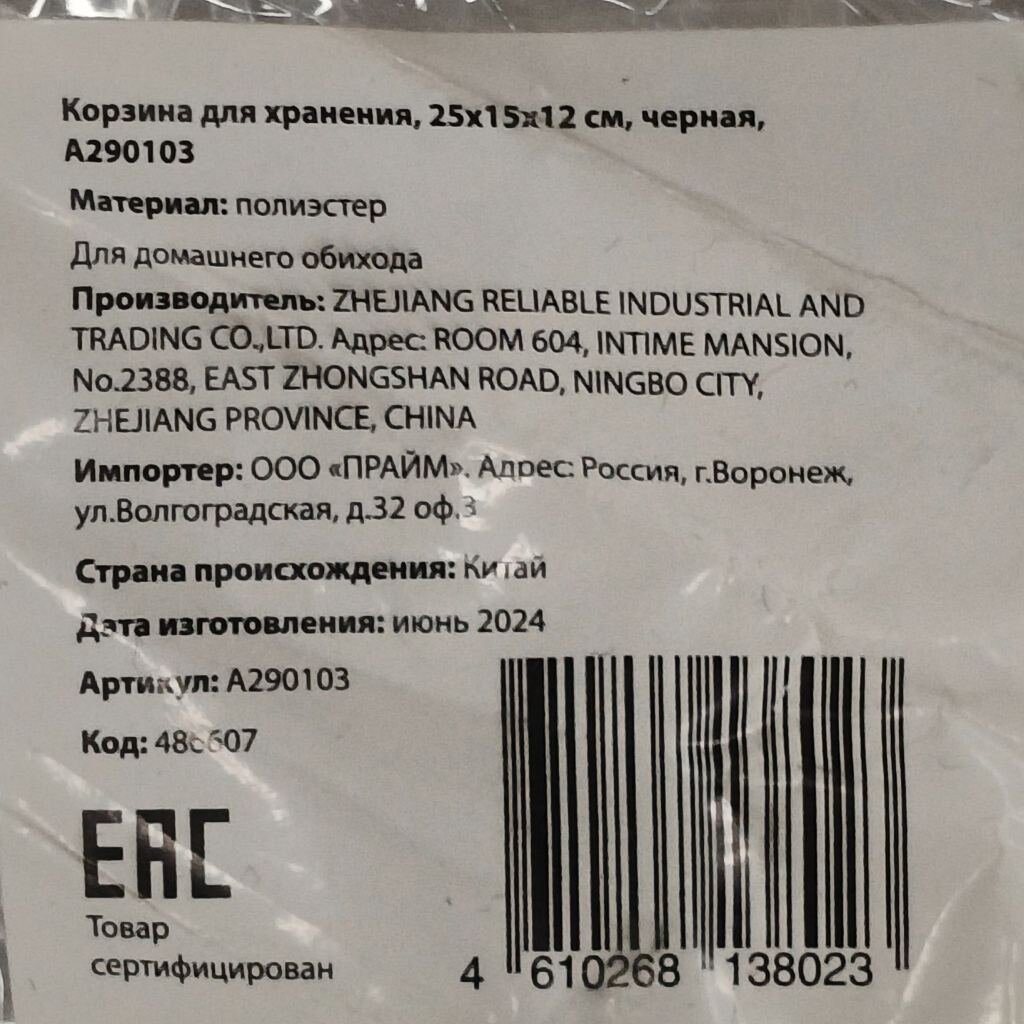 Корзина для хранения, 25х15х12 см, черная,
А290103
Материал: полиэстер
Для домашнего обихода
Производитель: ZHEJIANG RELIABLE INDUSTRIAL AND
TRADING CO.,LTD. Адрес: ROOM 604, INTIME MANSION,
No.2388, EAST ZHONGSHAN ROAD, NINGBO CITY,
ZHEJIANG PROVINCE, CHINA
Импортер: ООО «ПРАЙМ». Адрес: Россия, г.Воронеж,
ул.Волгоградская, д.32 оф.3
Страна происхождения: Китай
Дата изготовления: июнь 2024
Артикул: А290103
Код:
EAC
Товар
сертифицирован
4 610268 138023